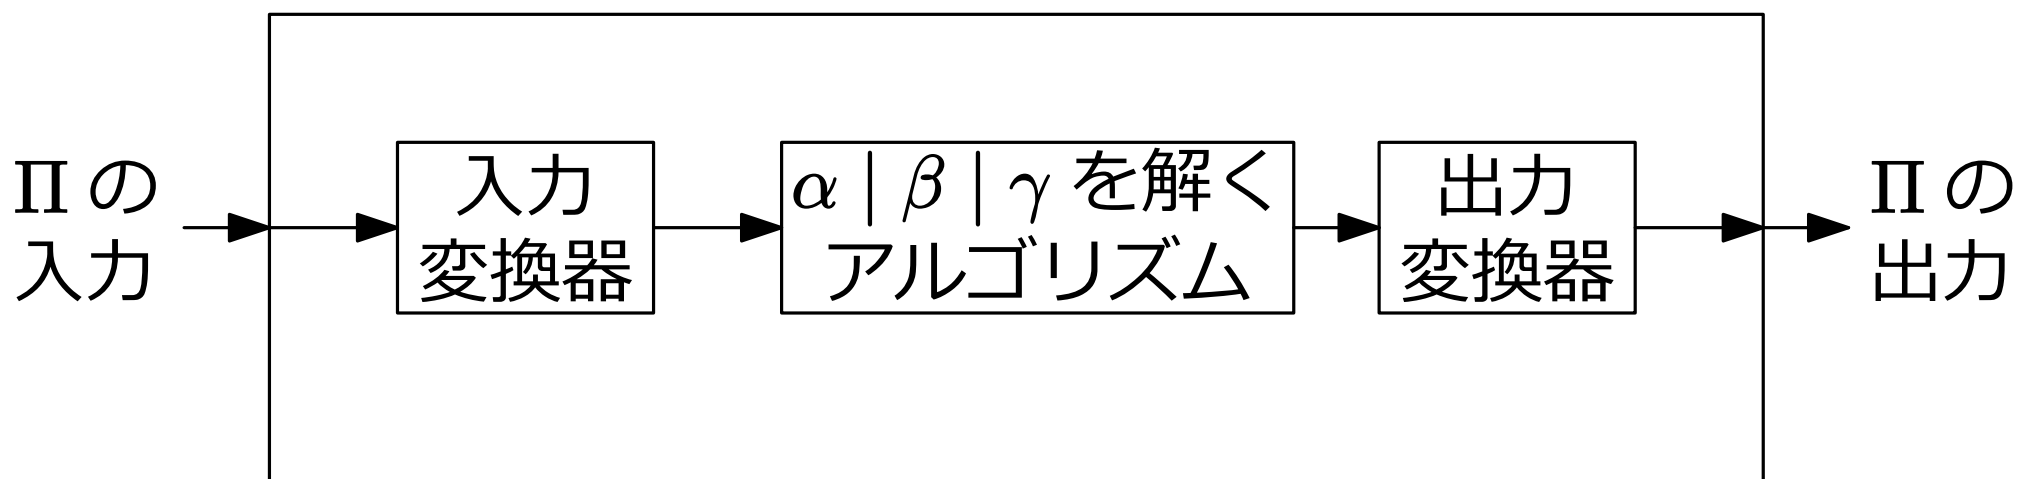 Π の
入力
入力
変換器
α | β | γ を解く
アルゴリズム
出力
変換器
Π の
出力